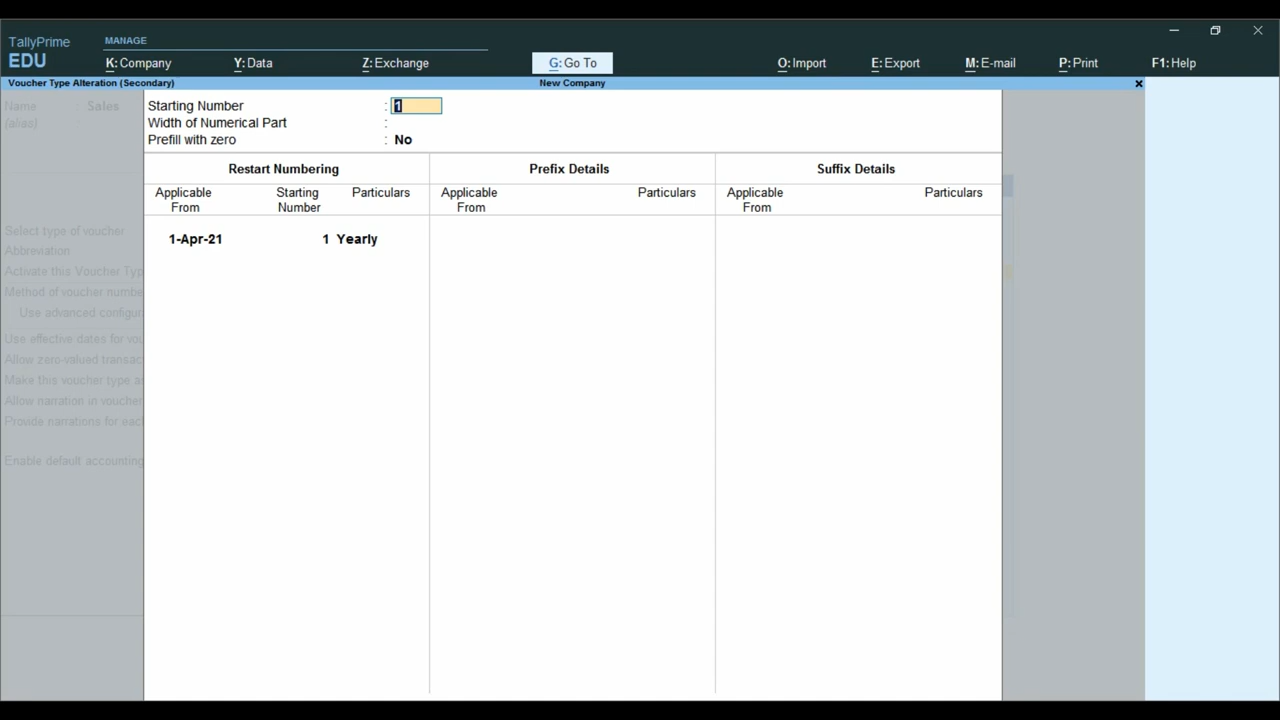 TallyPrime
EDU
MANAGE
K: Company Y: Data Z: Exchange G: Go To O: Import E: Export M: E-mail P: Print F1: Help
Voucher Type Alteration (Secondary) New Company
Name : Sales
(alias) :
Starting Number : 1
Width of Numerical Part :
Prefill with zero : No
Restart Numbering Prefix Details Suffix Details
Applicable From Starting Number Particulars Applicable From Particulars Applicable From Particulars
1-Apr-21 1 Yearly
Select type of voucher
Abbreviation
Activate this Voucher Typ
Method of voucher numbe
Use advanced configur
Use effective dates for vou
Allow zero-valued transac
Make this voucher type as
Allow narration in voucher
Provide narrations for eac
Enable default accounting